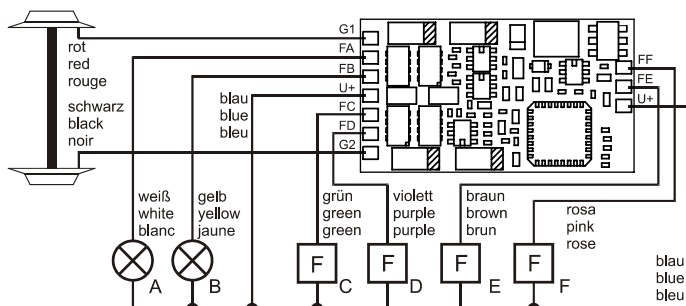 G1
FA
FB
U+
FC
FD
G2
FF
FE
U+
rot
red
rouge
schwarz
black
noir
blau
blue
bleu
weiß
white
blanc
gelb
yellow
jaune
grün
green
green
violett
purple
purple
braun
brown
brun
rosa
pink
rose
blau
blue
bleu
A
B
F
C
F
D
F
E
F
F